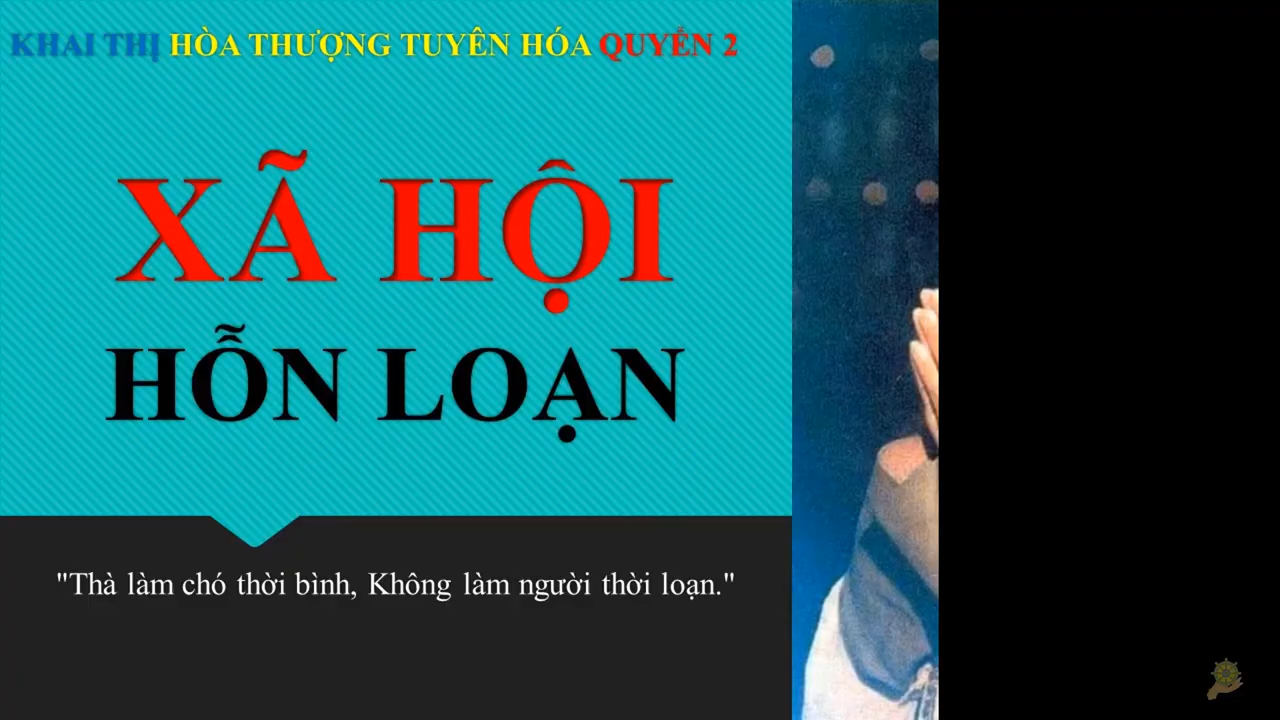 KHAI THỊ HÒA THƯỢNG TUYÊN HÓA QUYỂN 2
XÃ HỘI
HỖN LOẠN
"Thà làm chó thời bình, Không làm người thời loạn."